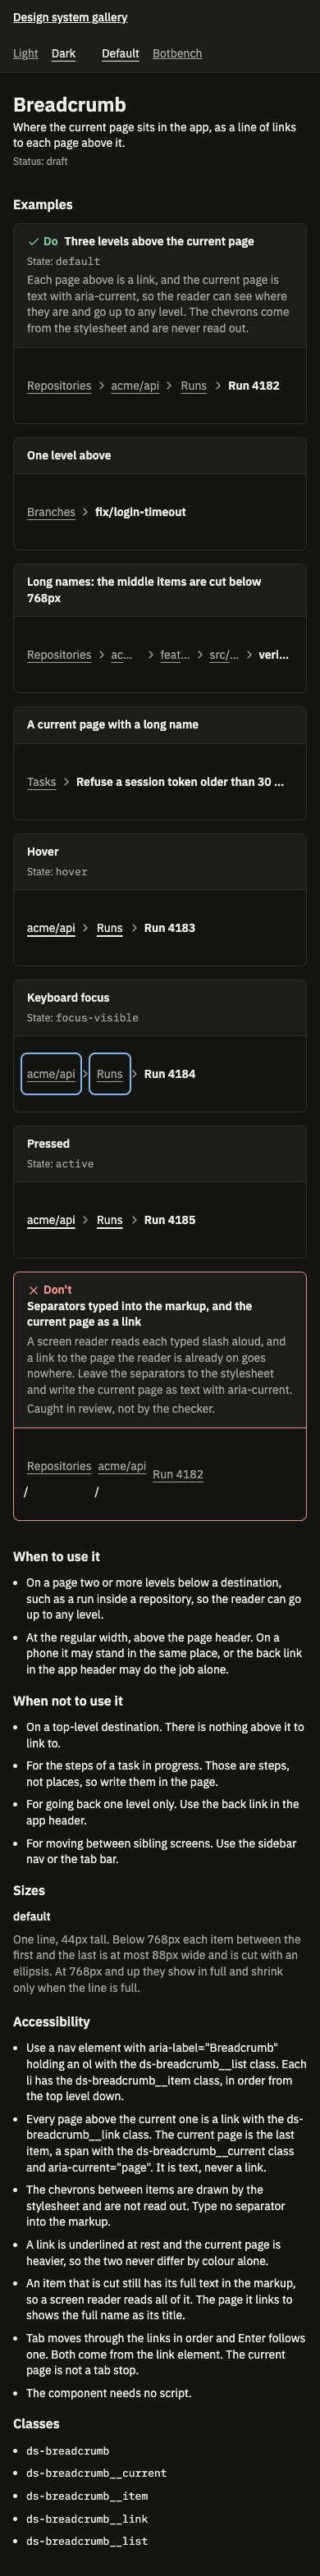 Design system gallery
Light Dark Default Botbench
Breadcrumb
Where the current page sits in the app, as a line of links
to each page above it.
Status: draft
Examples
Do Three levels above the current page
State: default
Each page above is a link, and the current page is
text with aria-current, so the reader can see where
they are and go up to any level. The chevrons come
from the stylesheet and are never read out.
Repositories acme/api Runs Run 4182
One level above
Branches fix/login-timeout
Long names: the middle items are cut below
768px
Repositories ac... feat... src/... veri...
A current page with a long name
Tasks Refuse a session token older than 30 ...
Hover
State: hover
acme/api Runs Run 4183
Keyboard focus
State: focus-visible
acme/api Runs Run 4184
Pressed
State: active
acme/api Runs Run 4185
Don't
Separators typed into the markup, and the
current page as a link
A screen reader reads each typed slash aloud, and
a link to the page the reader is already on goes
nowhere. Leave the separators to the stylesheet
and write the current page as text with aria-current.
Caught in review, not by the checker.
Repositories acme/api Run 4182
/ /
When to use it
• On a page two or more levels below a destination,
such as a run inside a repository, so the reader can go
up to any level.
• At the regular width, above the page header. On a
phone it may stand in the same place, or the back link
in the app header may do the job alone.
When not to use it
• On a top-level destination. There is nothing above it to
link to.
• For the steps of a task in progress. Those are steps,
not places, so write them in the page.
• For going back one level only. Use the back link in the
app header.
• For moving between sibling screens. Use the sidebar
nav or the tab bar.
Sizes
default
One line, 44px tall. Below 768px each item between the
first and the last is at most 88px wide and is cut with an
ellipsis. At 768px and up they show in full and shrink
only when the line is full.
Accessibility
• Use a nav element with aria-label="Breadcrumb"
holding an ol with the ds-breadcrumb__list class. Each
li has the ds-breadcrumb__item class, in order from
the top level down.
• Every page above the current one is a link with the ds-
breadcrumb__link class. The current page is the last
item, a span with the ds-breadcrumb__current class
and aria-current="page". It is text, never a link.
• The chevrons between items are drawn by the
stylesheet and are not read out. Type no separator
into the markup.
• A link is underlined at rest and the current page is
heavier, so the two never differ by colour alone.
• An item that is cut still has its full text in the markup,
so a screen reader reads all of it. The page it links to
shows the full name as its title.
• Tab moves through the links in order and Enter follows
one. Both come from the link element. The current
page is not a tab stop.
• The component needs no script.
Classes
• ds-breadcrumb
• ds-breadcrumb__current
• ds-breadcrumb__item
• ds-breadcrumb__link
• ds-breadcrumb__list